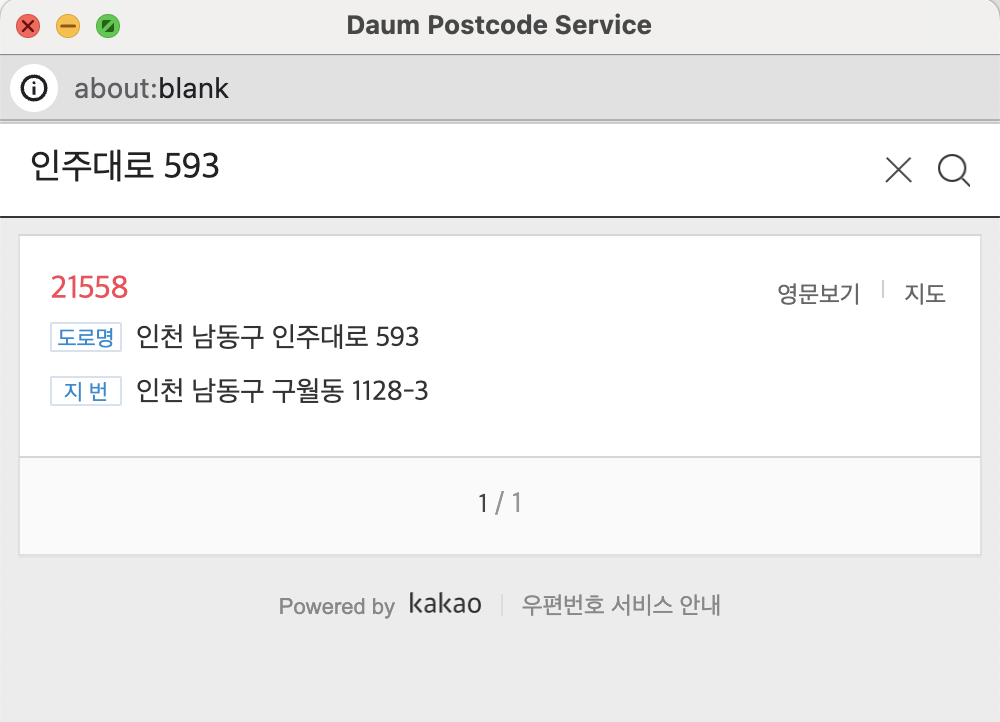 Daum Postcode Service
about:blank
인주대로 593
21558
영문보기 | 지도
도로명 인천 남동구 인주대로 593
지 번 인천 남동구 구월동 1128-3
1 / 1
Powered by kakao | 우편번호 서비스 안내